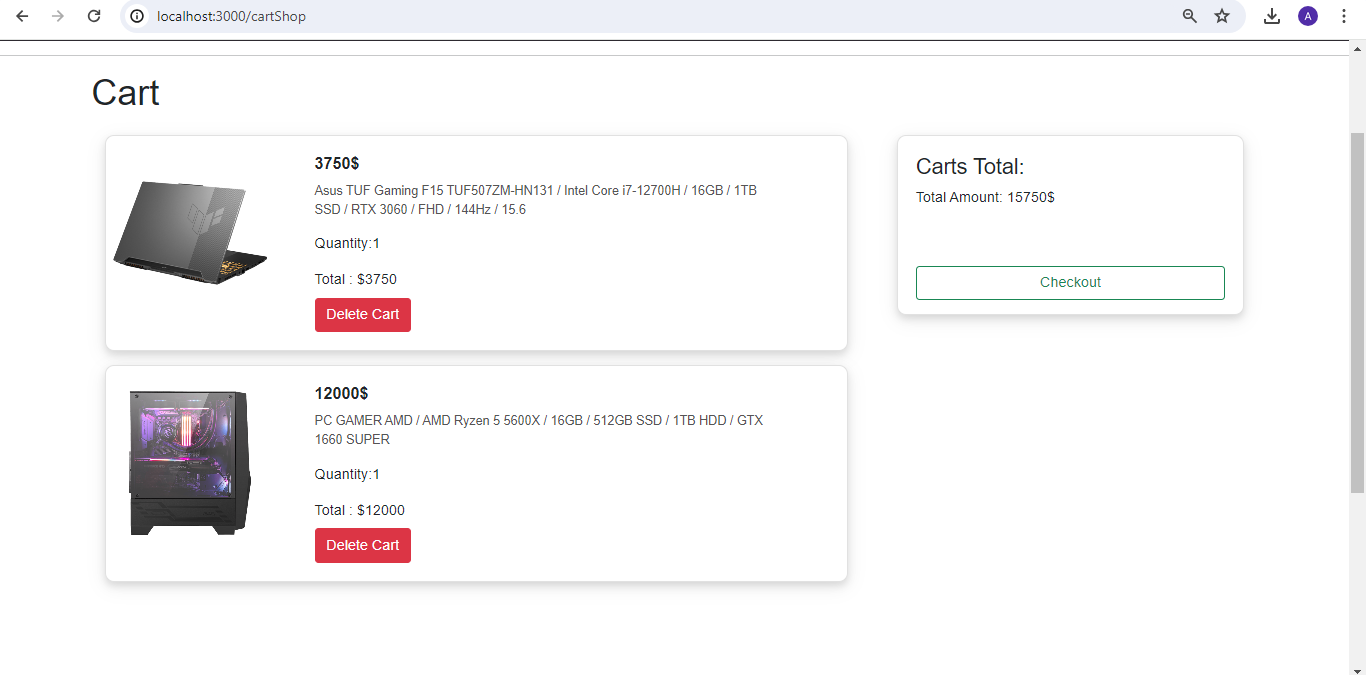 localhost:3000/cartShop
A
Cart
3750$
Asus TUF Gaming F15 TUF507ZM-HN131 / Intel Core i7-12700H / 16GB / 1TB
SSD / RTX 3060 / FHD / 144Hz / 15.6
Quantity:1
Total : $3750
Delete Cart
12000$
PC GAMER AMD / AMD Ryzen 5 5600X / 16GB / 512GB SSD / 1TB HDD / GTX
1660 SUPER
Quantity:1
Total : $12000
Delete Cart
Carts Total:
Total Amount: 15750$
Checkout